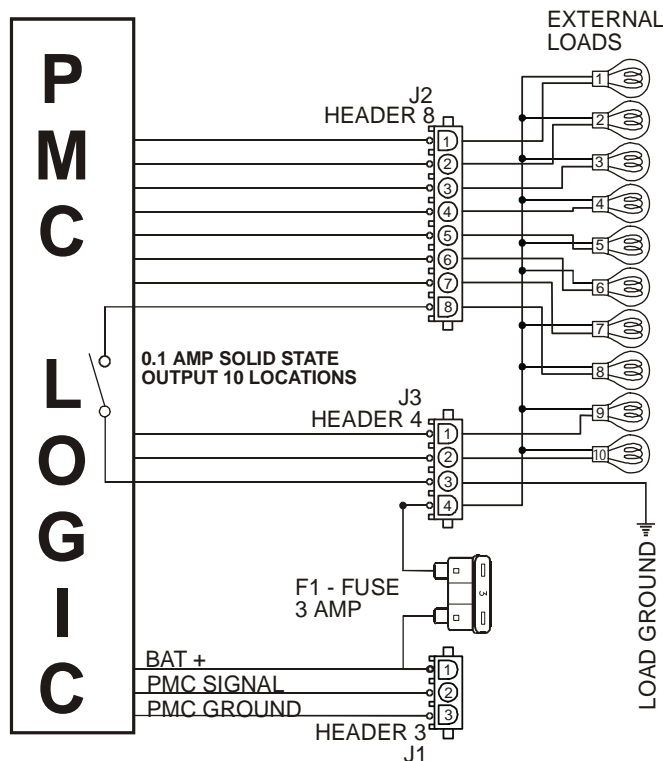 PMC LOGIC
EXTERNAL
LOADS
J2
HEADER 8
1
2
3
4
5
6
7
8
1
2
3
4
5
6
7
8
9
10
0.1 AMP SOLID STATE
OUTPUT 10 LOCATIONS
J3
HEADER 4
1
2
3
4
F1 - FUSE
3 AMP
3
LOAD GROUND
BAT +
PMC SIGNAL
PMC GROUND
1
2
3
HEADER 3
J1